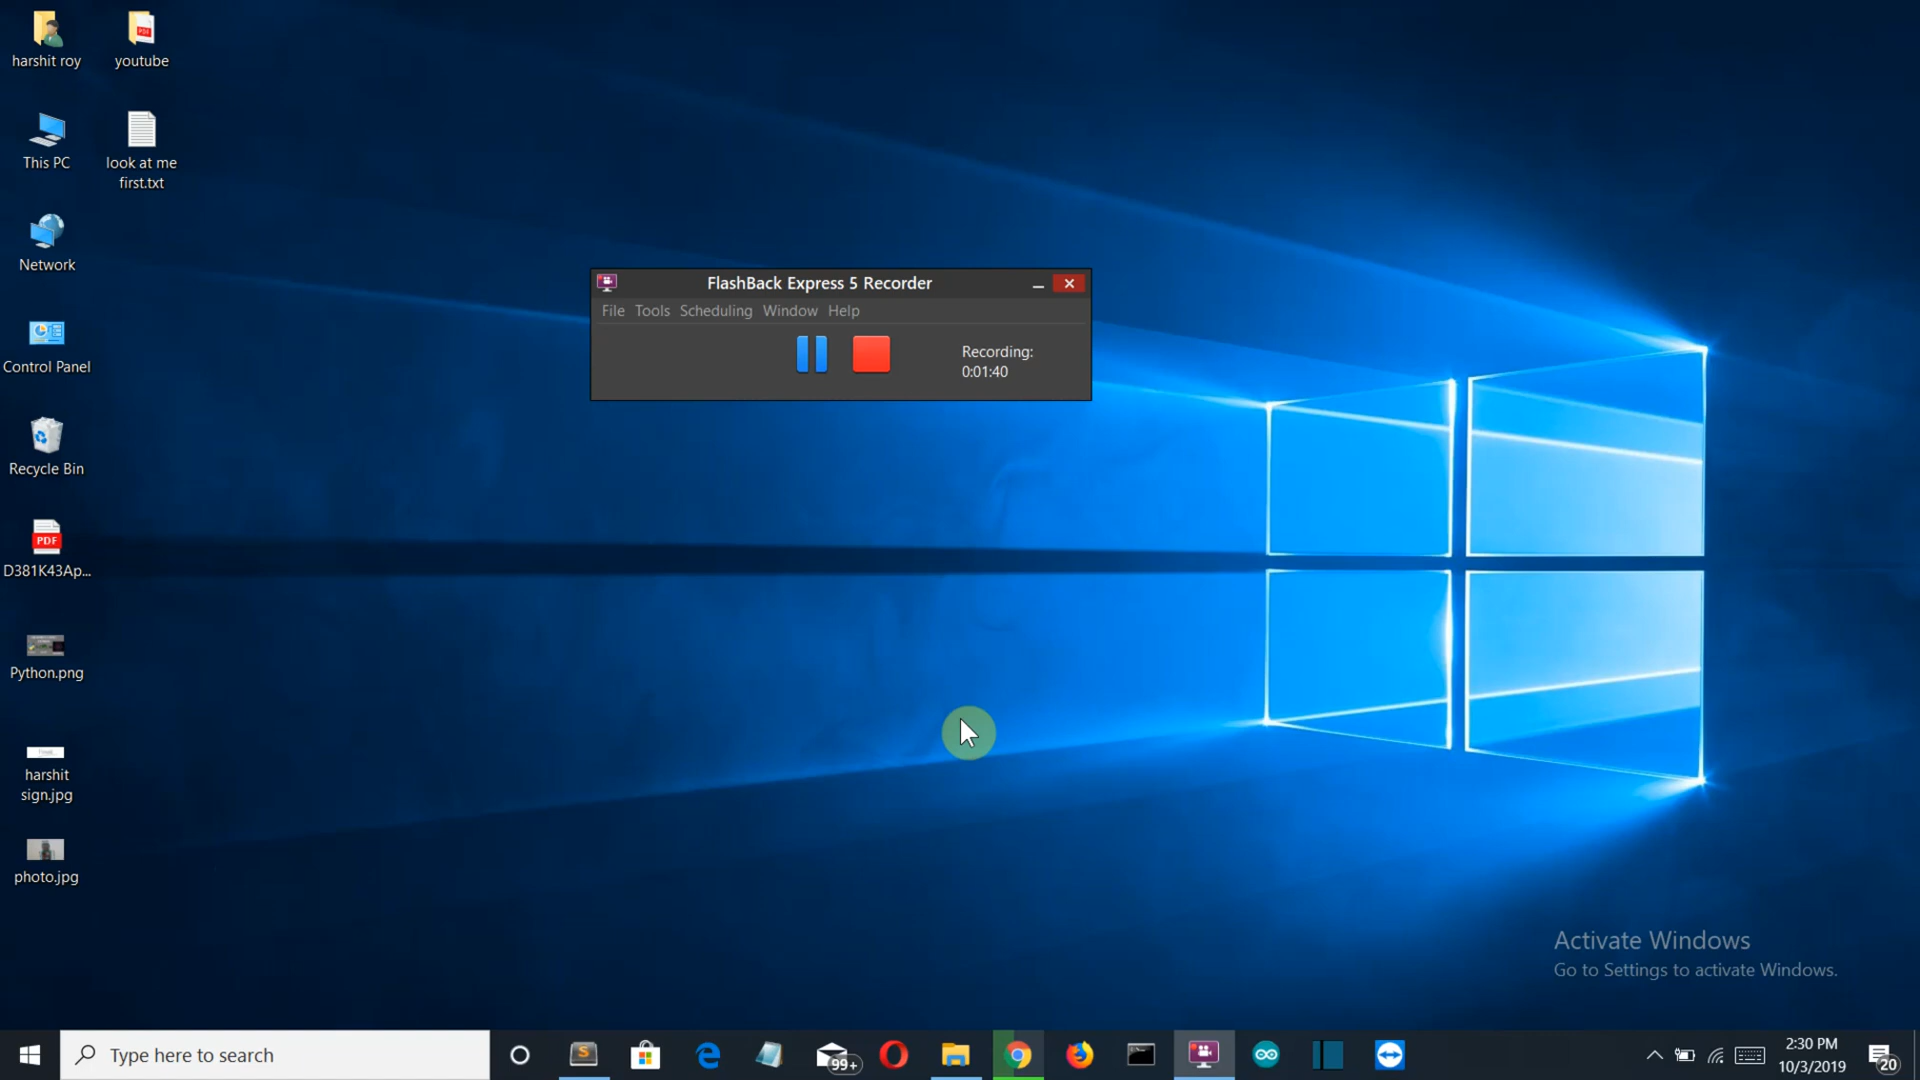 harshit roy
youtube
This PC
look at me
first.txt
Network
Control Panel
Recycle Bin
PDF
D381K43Ap...
Python.png
harshit
sign.jpg
photo.jpg
FlashBack Express 5 Recorder
File Tools Scheduling Window Help
Recording:
0:01:40
Activate Windows
Go to Settings to activate Windows.
Type here to search
99+
2:30 PM
10/3/2019
20